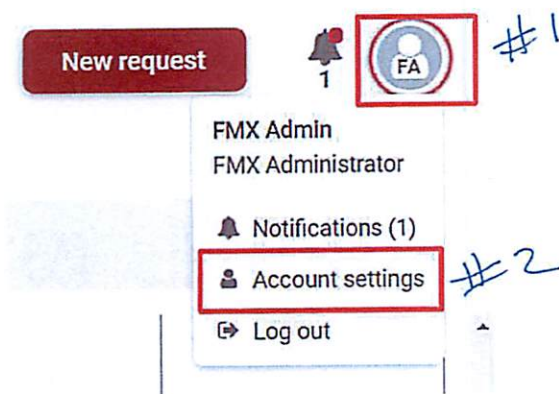 New request
1
FA
#1
FMX Admin
FMX Administrator
Notifications (1)
Account settings
#2
Log out